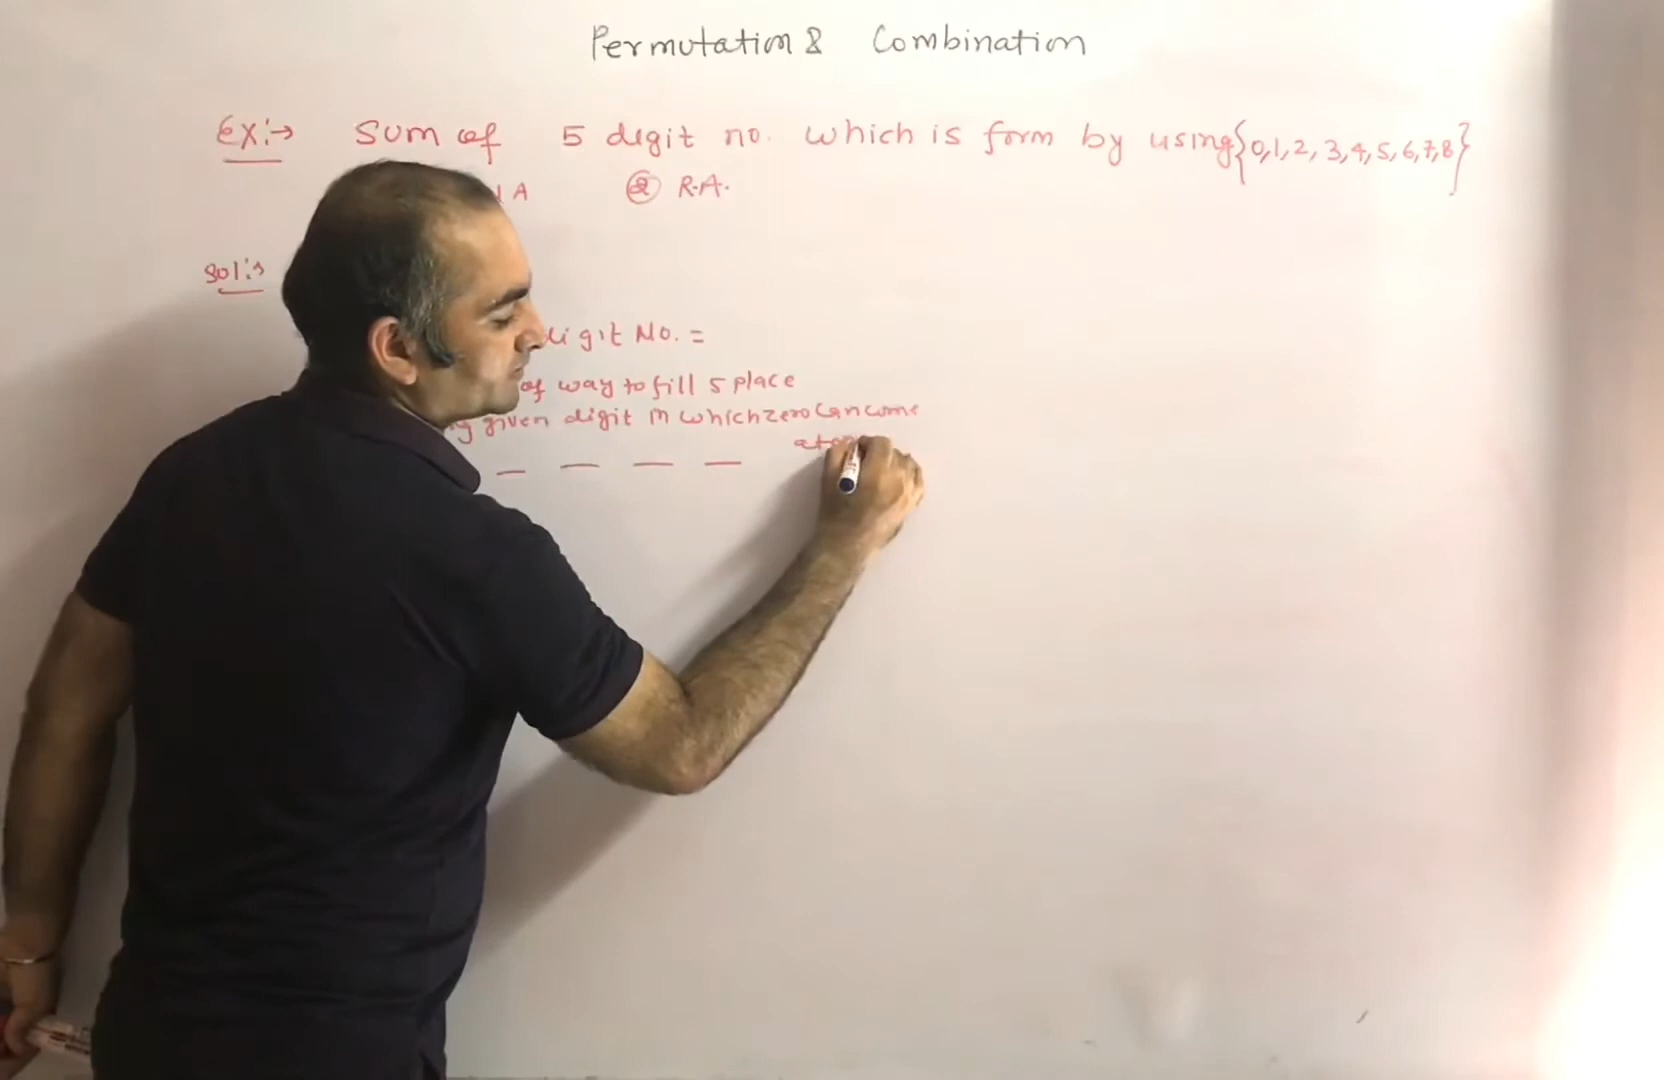 Permutation & Combination
Ex:→ Sum of 5 digit no. which is form by using {0,1,2,3,4,5,6,7,8}
A ② R.A.
Sol:→
digit No. =
of way to fill 5 place
given digit in which zero can come
at